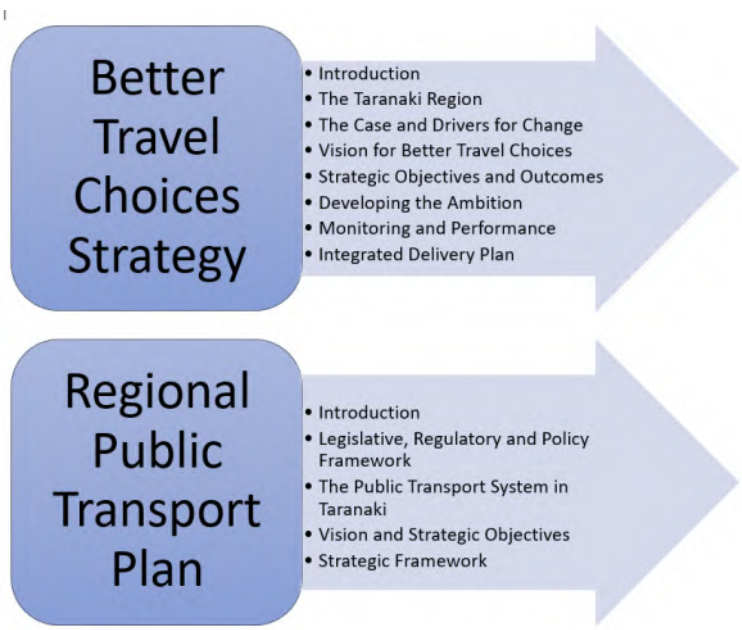 Better
Travel
Choices
Strategy
• Introduction
• The Taranaki Region
• The Case and Drivers for Change
• Vision for Better Travel Choices
• Strategic Objectives and Outcomes
• Developing the Ambition
• Monitoring and Performance
• Integrated Delivery Plan
Regional
Public
Transport
Plan
• Introduction
• Legislative, Regulatory and Policy
Framework
• The Public Transport System in
Taranaki
• Vision and Strategic Objectives
• Strategic Framework